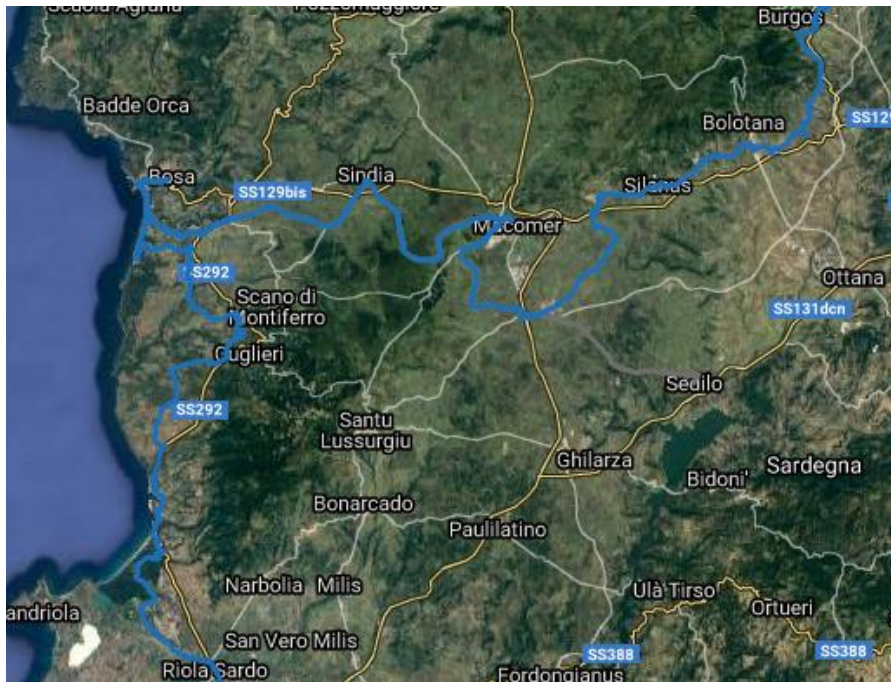 Burgos
Badde Orca
Bolotana
SS129
Bosa
Sindia
SS129bis
Silanus
Macomer
SS292
Scano di
Montiferro
Ottana
SS131dcn
Cuglieri
Sedilo
SS292
Santu
Lussurgiu
Ghilarza
Sardegna
Bidoni'
Bonarcado
Paulilatino
Narbolia
Milis
Ulà Tirso
Ortueri
andriola
San Vero Milis
SS388
SS388
Riola Sardo
Fordongianus